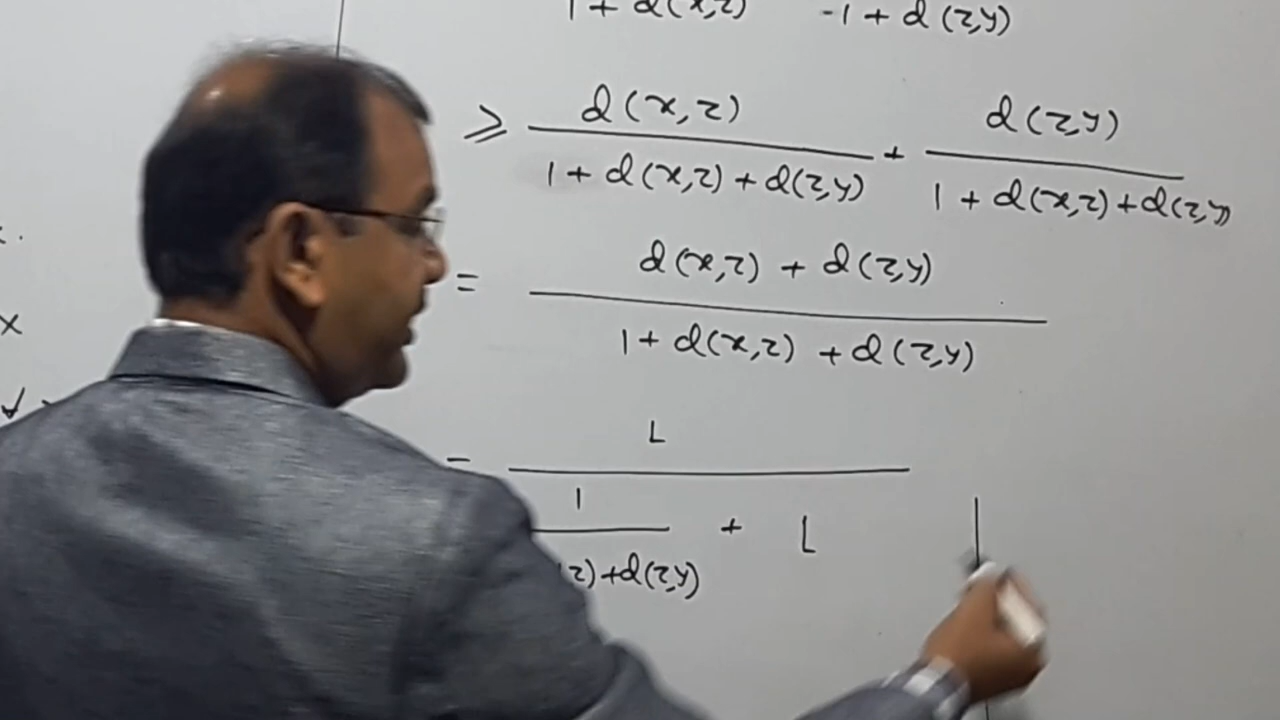 1 + d(x,z) 1 + d(z,y)
≥ d(x,z) / 1 + d(x,z) + d(z,y) + d(z,y) / 1 + d(x,z) + d(z,y)
= d(x,z) + d(z,y) / 1 + d(x,z) + d(z,y)
= 1 / 1 / z) + d(z,y) + 1
x